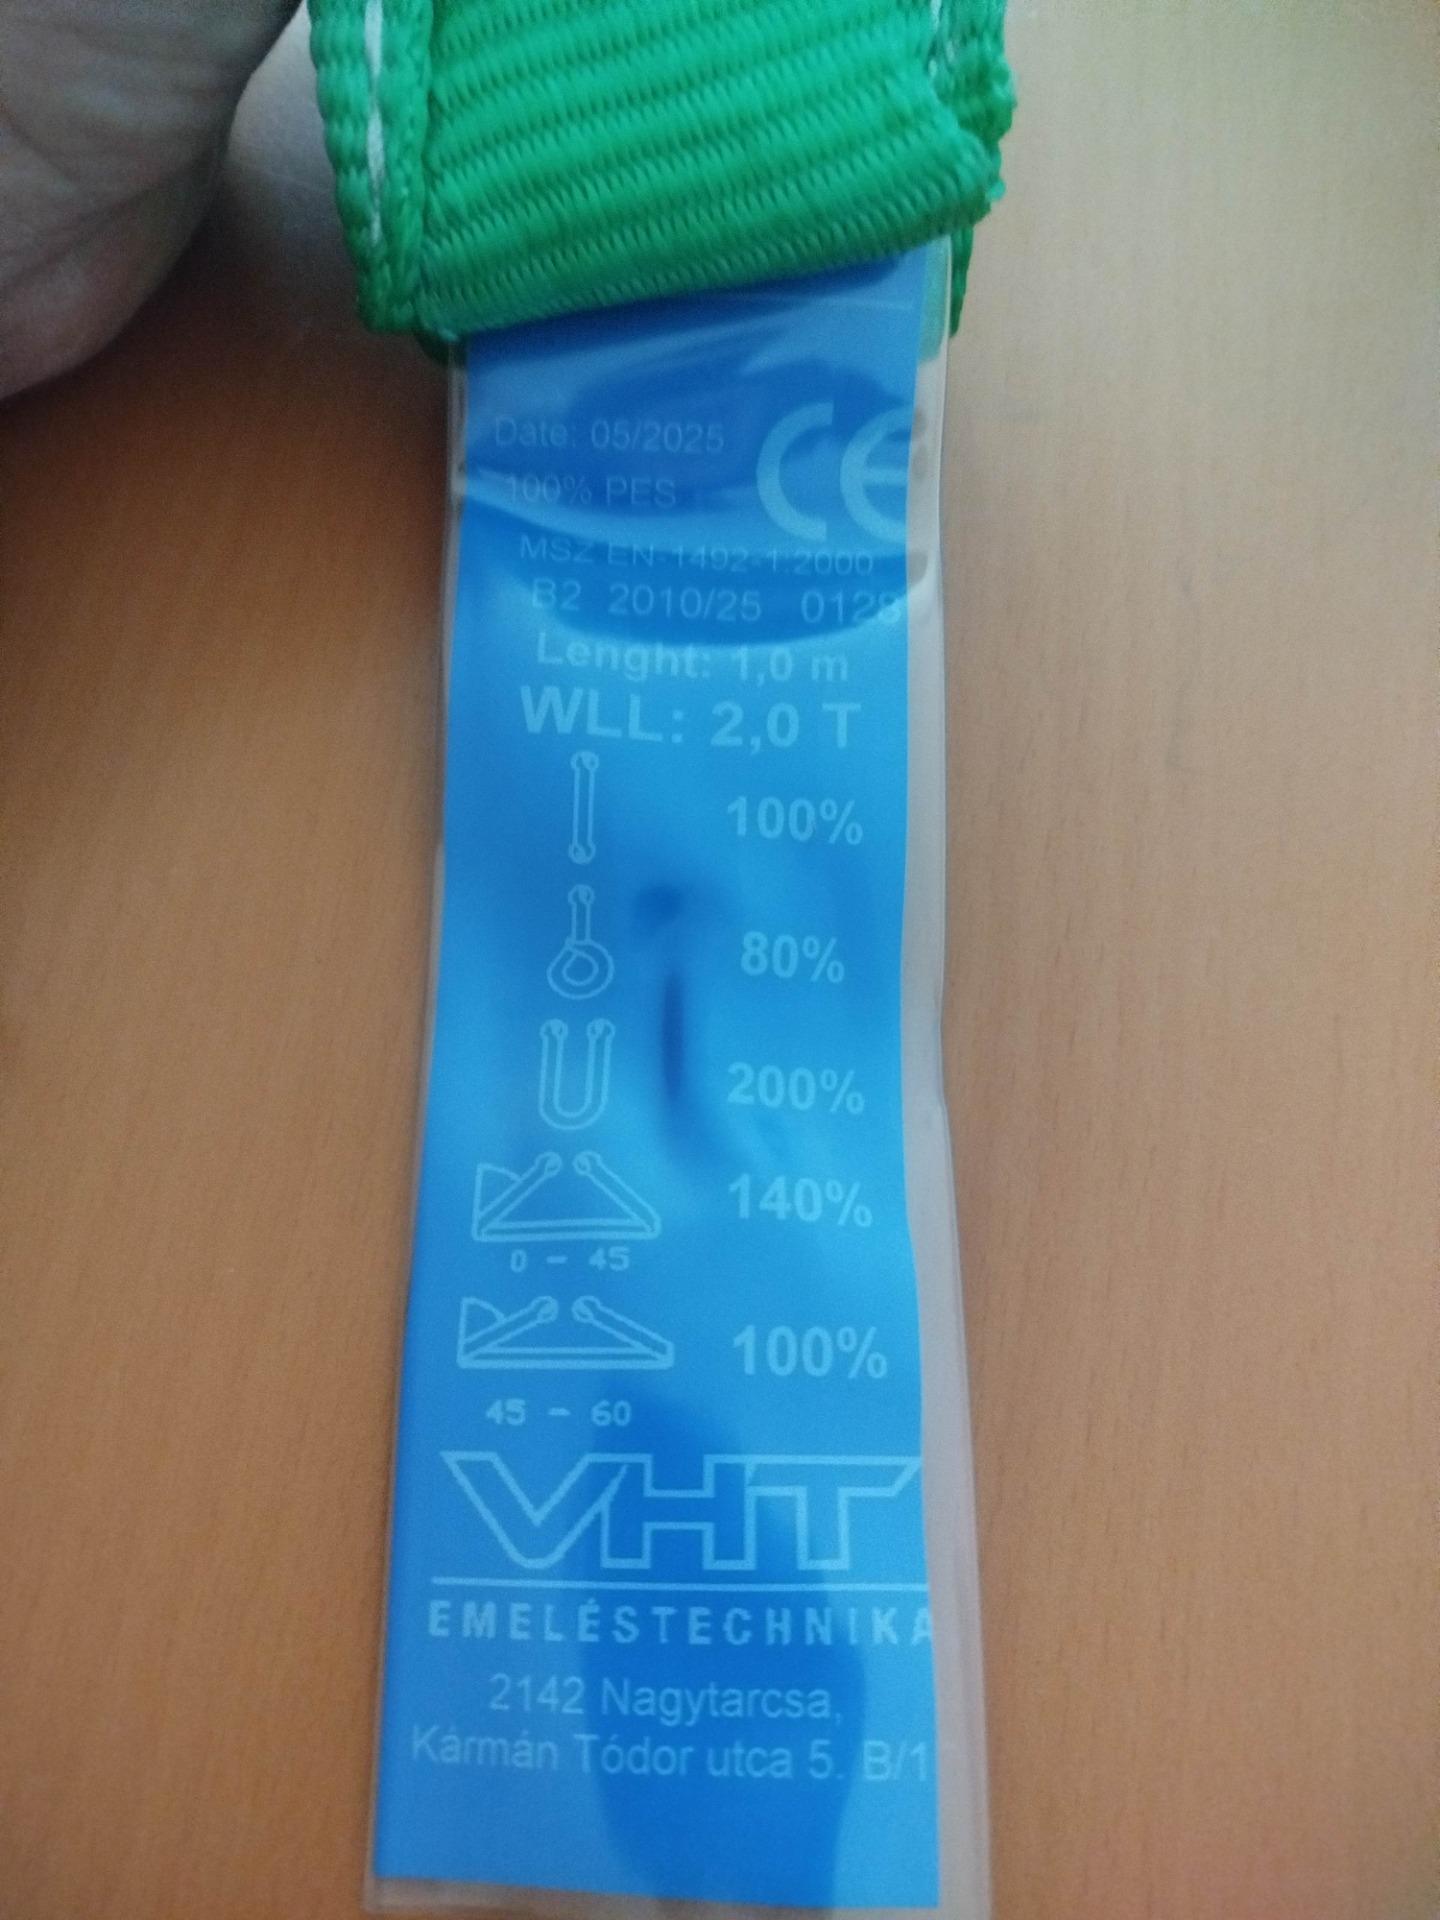 Date: 05/2025
CE
100% PES
MSZ EN-1492-1:2000
B2 2010/25 0128
Lenght: 1,0 m
WLL: 2,0 T
100%
80%
200%
140%
0 - 45
100%
45 - 60
VHT
EMELÉSTECHNIKA
2142 Nagytarcsa,
Kármán Tódor utca 5. B/1